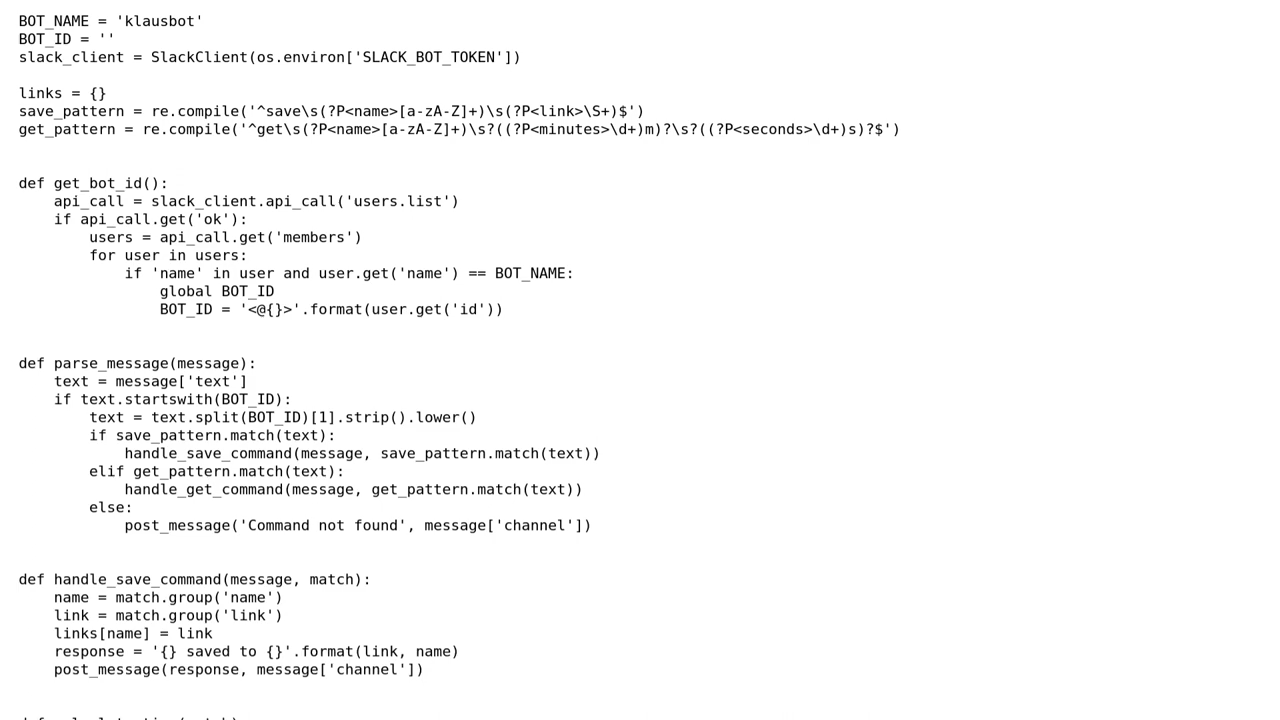 BOT_NAME = 'klausbot'
BOT_ID = ''
slack_client = SlackClient(os.environ['SLACK_BOT_TOKEN'])

links = {}
save_pattern = re.compile('^save\s(?P<name>[a-zA-Z]+)\s(?P<link>\S+)$')
get_pattern = re.compile('^get\s(?P<name>[a-zA-Z]+)\s?((?P<minutes>\d+)m)?\s?((?P<seconds>\d+)s)?$')


def get_bot_id():
    api_call = slack_client.api_call('users.list')
    if api_call.get('ok'):
        users = api_call.get('members')
        for user in users:
            if 'name' in user and user.get('name') == BOT_NAME:
                global BOT_ID
                BOT_ID = '<@{}>'.format(user.get('id'))


def parse_message(message):
    text = message['text']
    if text.startswith(BOT_ID):
        text = text.split(BOT_ID)[1].strip().lower()
        if save_pattern.match(text):
            handle_save_command(message, save_pattern.match(text))
        elif get_pattern.match(text):
            handle_get_command(message, get_pattern.match(text))
        else:
            post_message('Command not found', message['channel'])


def handle_save_command(message, match):
    name = match.group('name')
    link = match.group('link')
    links[name] = link
    response = '{} saved to {}'.format(link, name)
    post_message(response, message['channel'])